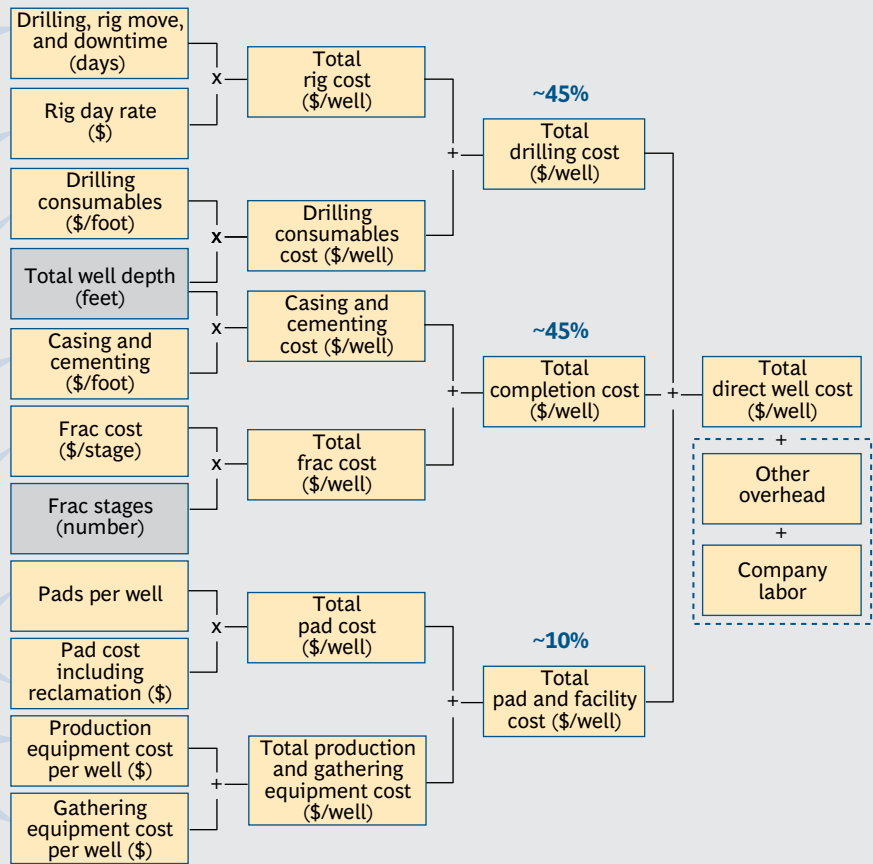 Drilling, rig move,
and downtime
(days)
x
Rig day rate
($)
Total
rig cost
($/well)
Drilling
consumables
($/foot)
x
Total well depth
(feet)
Drilling
consumables
cost ($/well)
+
~45%
Total
drilling cost
($/well)
x
Casing and
cementing
($/foot)
Casing and
cementing
cost ($/well)
Frac cost
($/stage)
x
Frac stages
(number)
Total
frac cost
($/well)
+
~45%
Total
completion cost
($/well)
Pads per well
x
Pad cost
including
reclamation ($)
Total
pad cost
($/well)
Production
equipment cost
per well ($)
+
Gathering
equipment cost
per well ($)
Total production
and gathering
equipment cost
($/well)
+
~10%
Total
pad and facility
cost ($/well)
+
Total
direct well cost
($/well)
+
Other
overhead
+
Company
labor